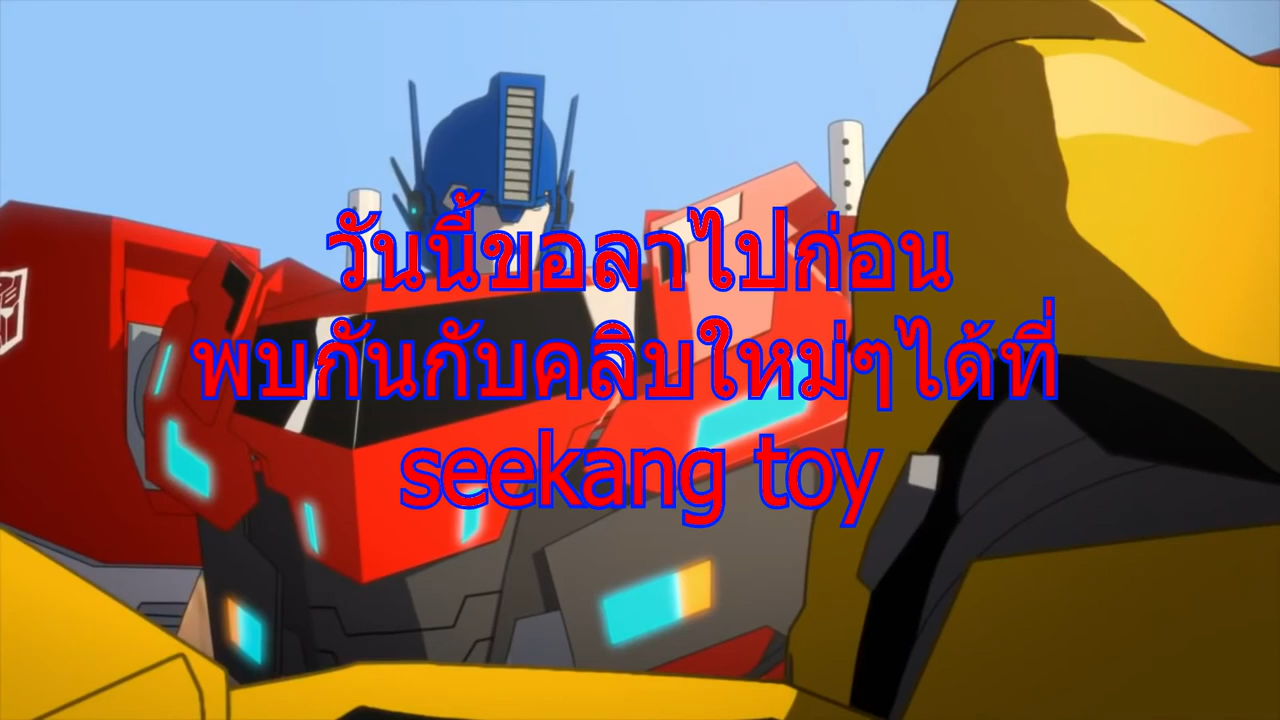 วันนี้ขอลาไปก่อน
พบกันกับคลิบใหม่ๆได้ที่
seekang toy